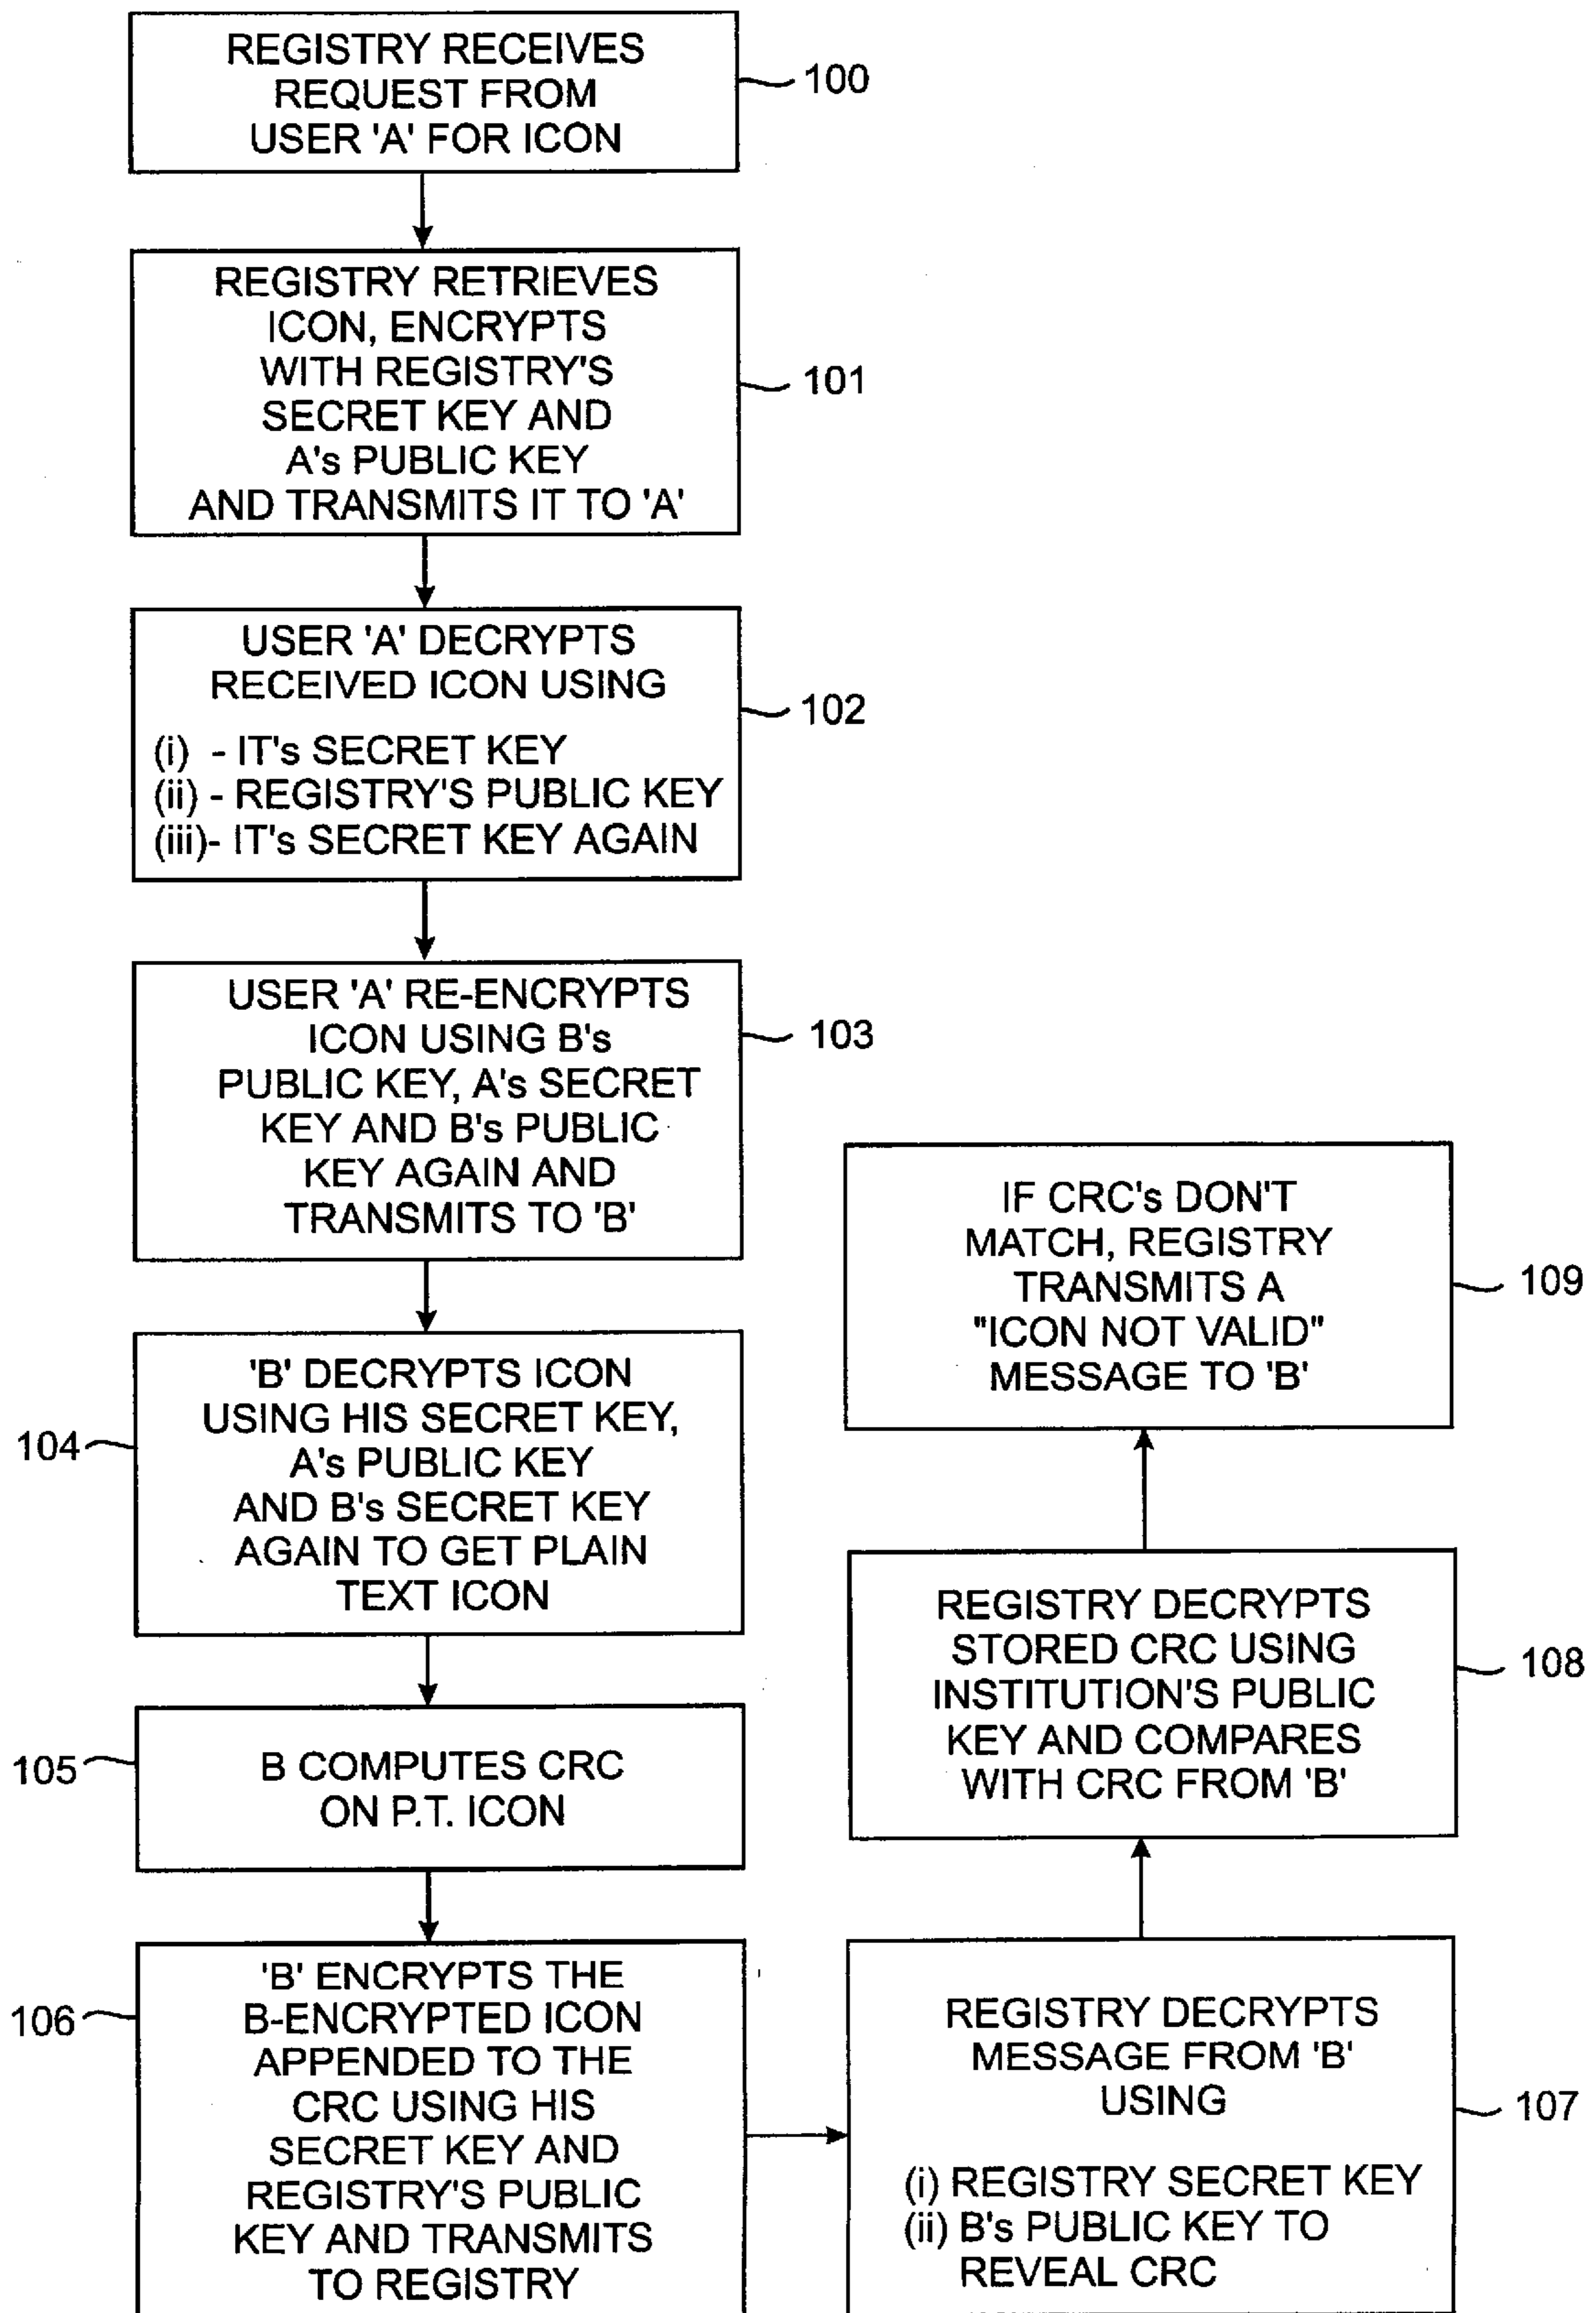 REGISTRY RECEIVES
REQUEST FROM
USER 'A' FOR ICON
100
REGISTRY RETRIEVES
ICON, ENCRYPTS
WITH REGISTRY'S
SECRET KEY AND
A's PUBLIC KEY
AND TRANSMITS IT TO 'A'
101
USER 'A' DECRYPTS
RECEIVED ICON USING
(i) - IT's SECRET KEY
(ii) - REGISTRY'S PUBLIC KEY
(iii)- IT's SECRET KEY AGAIN
102
USER 'A' RE-ENCRYPTS
ICON USING B's
PUBLIC KEY, A's SECRET
KEY AND B's PUBLIC
KEY AGAIN AND
TRANSMITS TO 'B'
103
'B' DECRYPTS ICON
USING HIS SECRET KEY,
A's PUBLIC KEY
AND B's SECRET KEY
AGAIN TO GET PLAIN
TEXT ICON
104
B COMPUTES CRC
ON P.T. ICON
105
'B' ENCRYPTS THE
B-ENCRYPTED ICON
APPENDED TO THE
CRC USING HIS
SECRET KEY AND
REGISTRY'S PUBLIC
KEY AND TRANSMITS
TO REGISTRY
106
REGISTRY DECRYPTS
MESSAGE FROM 'B'
USING
(i) REGISTRY SECRET KEY
(ii) B's PUBLIC KEY TO
REVEAL CRC
107
REGISTRY DECRYPTS
STORED CRC USING
INSTITUTION'S PUBLIC
KEY AND COMPARES
WITH CRC FROM 'B'
108
IF CRC's DON'T
MATCH, REGISTRY
TRANSMITS A
"ICON NOT VALID"
MESSAGE TO 'B'
109